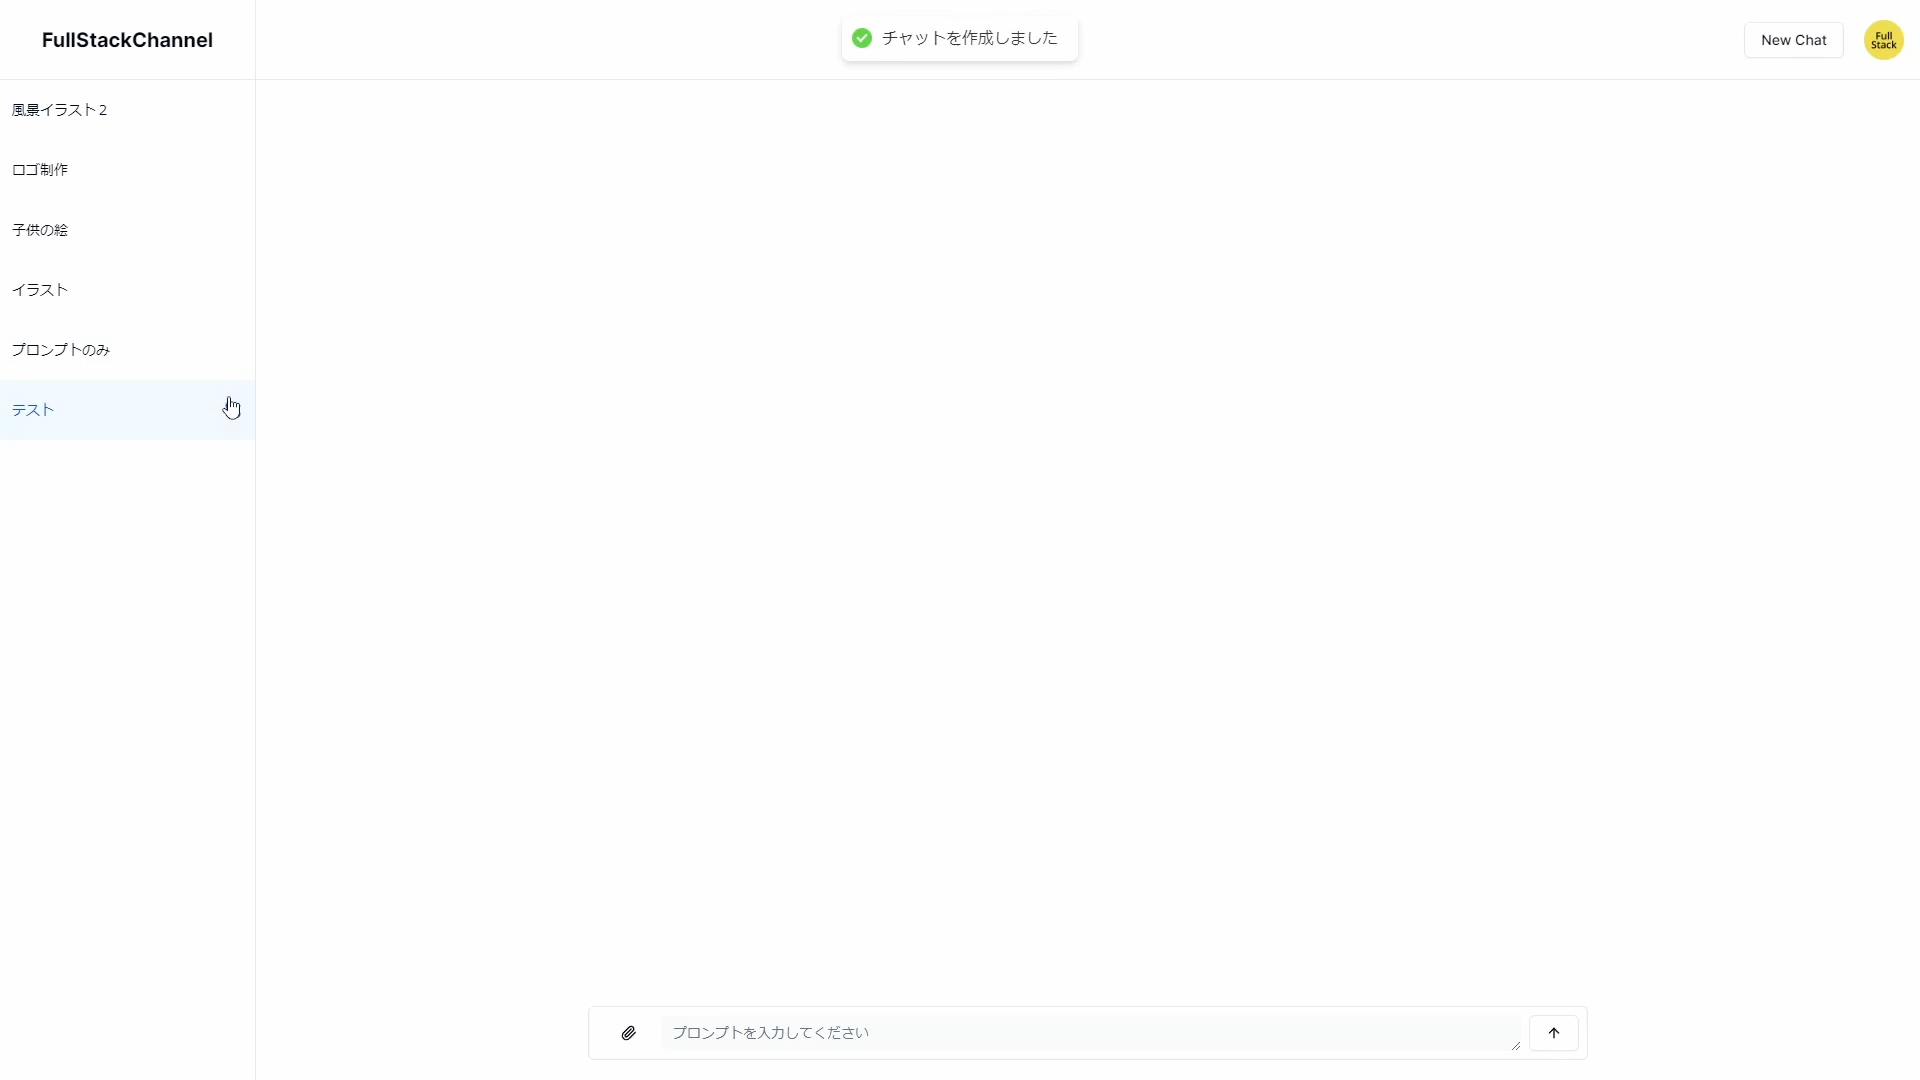 FullStackChannel
チャットを作成しました
New Chat
Full
Stack
風景イラスト2
ロゴ制作
子供の絵
イラスト
プロンプトのみ
テスト
プロンプトを入力してください